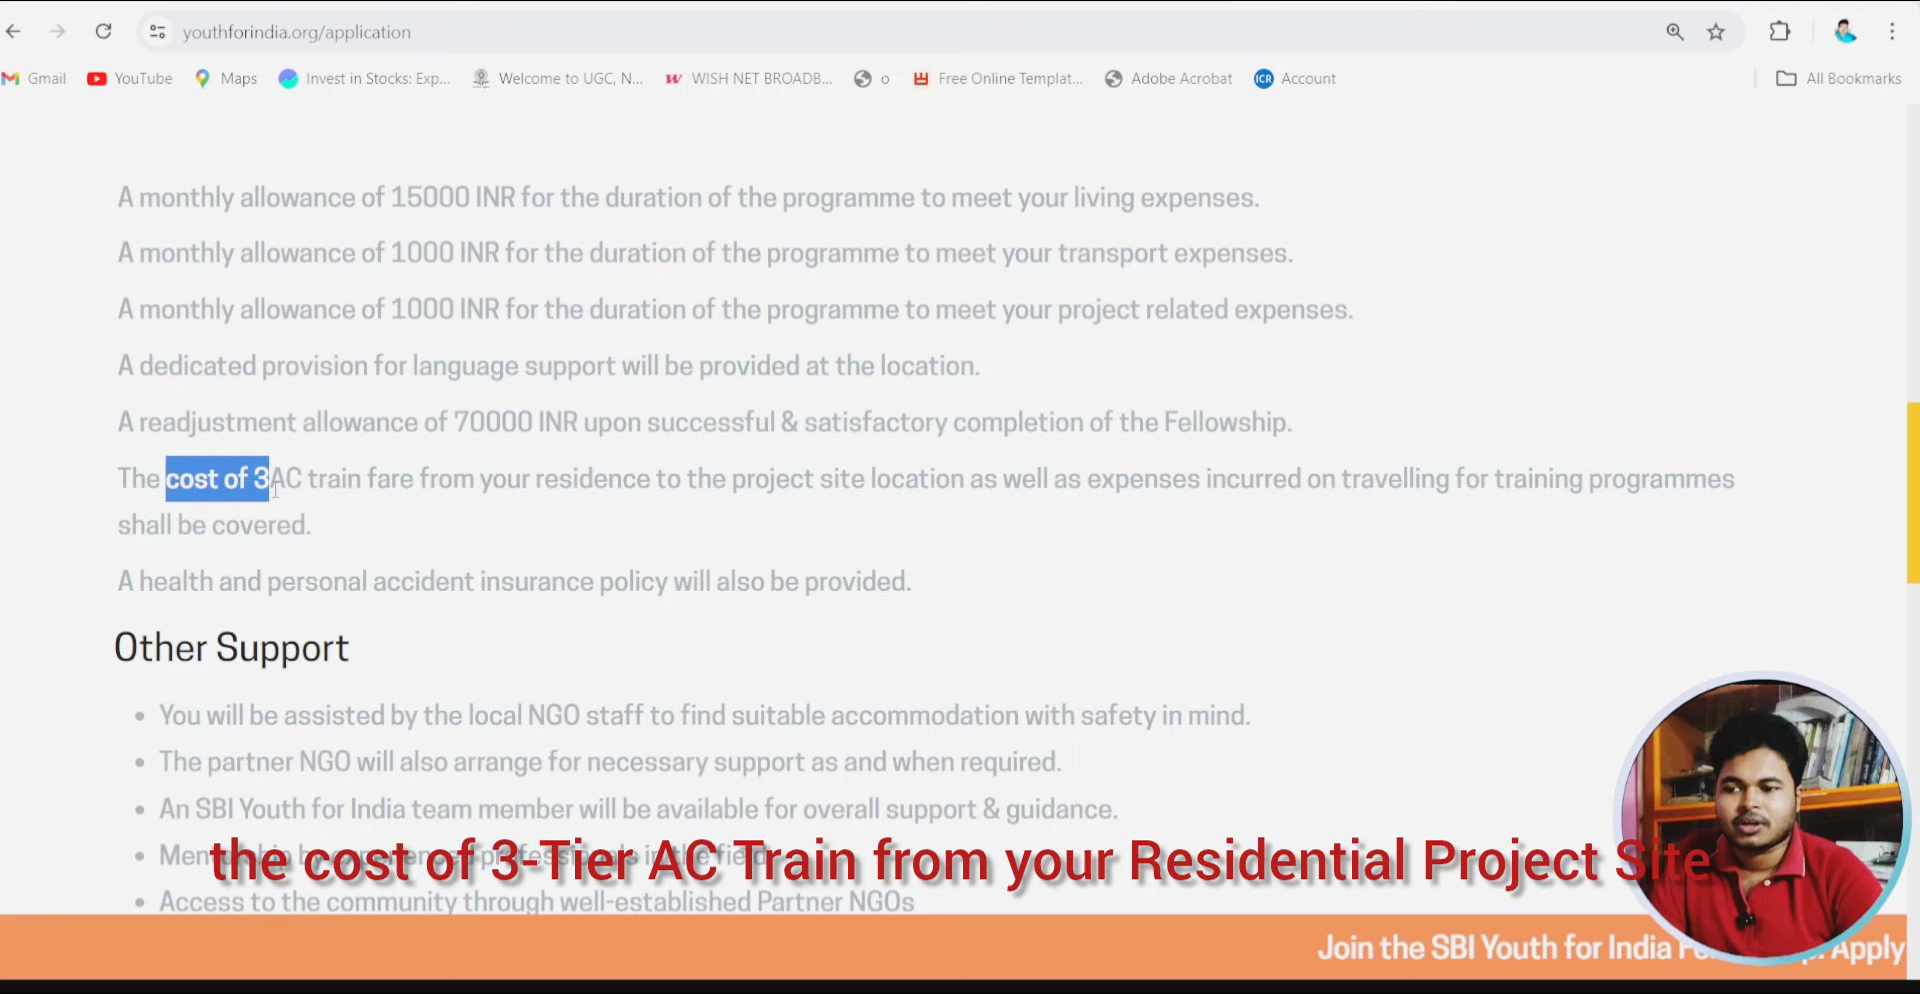 youthforindia.org/application
Gmail YouTube Maps Invest in Stocks: Exp... Welcome to UGC, N... WISH NET BROADB... o Free Online Templat... Adobe Acrobat ICR Account All Bookmarks
A monthly allowance of 15000 INR for the duration of the programme to meet your living expenses.
A monthly allowance of 1000 INR for the duration of the programme to meet your transport expenses.
A monthly allowance of 1000 INR for the duration of the programme to meet your project related expenses.
A dedicated provision for language support will be provided at the location.
A readjustment allowance of 70000 INR upon successful & satisfactory completion of the Fellowship.
The cost of 3AC train fare from your residence to the project site location as well as expenses incurred on travelling for training programmes
shall be covered.
A health and personal accident insurance policy will also be provided.
Other Support
You will be assisted by the local NGO staff to find suitable accommodation with safety in mind.
The partner NGO will also arrange for necessary support as and when required.
An SBI Youth for India team member will be available for overall support & guidance.
the cost of 3-Tier AC Train from your Residential Project Site
Access to the community through well-established Partner NGOs
Join the SBI Youth for India Apply